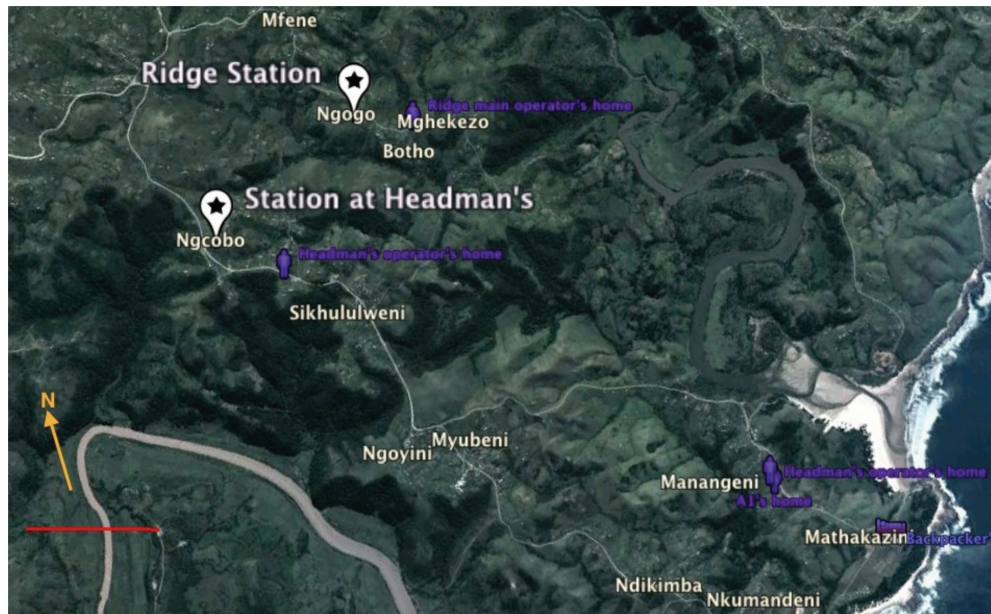 Mfene
Ridge Station
Ngogo
Ridge main operator's home
Mghekezo
Botho
Station at Headman's
Ngcobo
Headman's operator's home
Sikhululweni
N
Myubeni
Ngoyini
Manangeni
Headman's operator's home
A1's home
Mathakazini
Backpacker'
Ndikimba
Nkumandeni